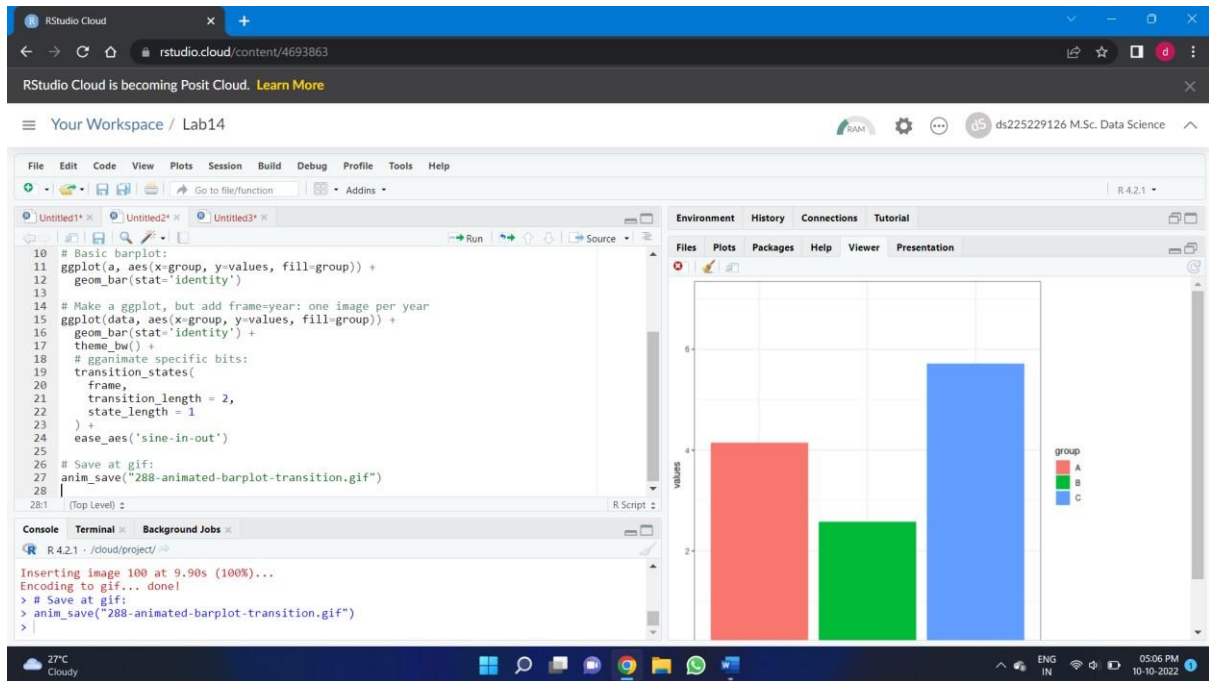 RStudio Cloud
rstudio.cloud/content/4693863
d
RStudio Cloud is becoming Posit Cloud. Learn More
Your Workspace / Lab14
RAM
dS ds225229126 M.Sc. Data Science
File Edit Code View Plots Session Build Debug Profile Tools Help
Go to file/function Addins R 4.2.1
Untitled1* Untitled2* Untitled3*
Run Source
10 # Basic barplot:
11 ggplot(a, aes(x=group, y=values, fill=group)) +
12 geom_bar(stat='identity')
13
14 # Make a ggplot, but add frame=year: one image per year
15 ggplot(data, aes(x=group, y=values, fill=group)) +
16 geom_bar(stat='identity') +
17 theme_bw() +
18 # gganimate specific bits:
19 transition_states(
20 frame,
21 transition_length = 2,
22 state_length = 1
23 ) +
24 ease_aes('sine-in-out')
25
26 # Save at gif:
27 anim_save("288-animated-barplot-transition.gif")
28
28:1 (Top Level) R Script
Console Terminal Background Jobs
R 4.2.1 · /cloud/project/
Inserting image 100 at 9.90s (100%)...
Encoding to gif... done!
> # Save at gif:
> anim_save("288-animated-barplot-transition.gif")
>
Environment History Connections Tutorial
Files Plots Packages Help Viewer Presentation
6
4
2
values
group
A
B
C
27°C
Cloudy
ENG
IN
05:06 PM
10-10-2022
1